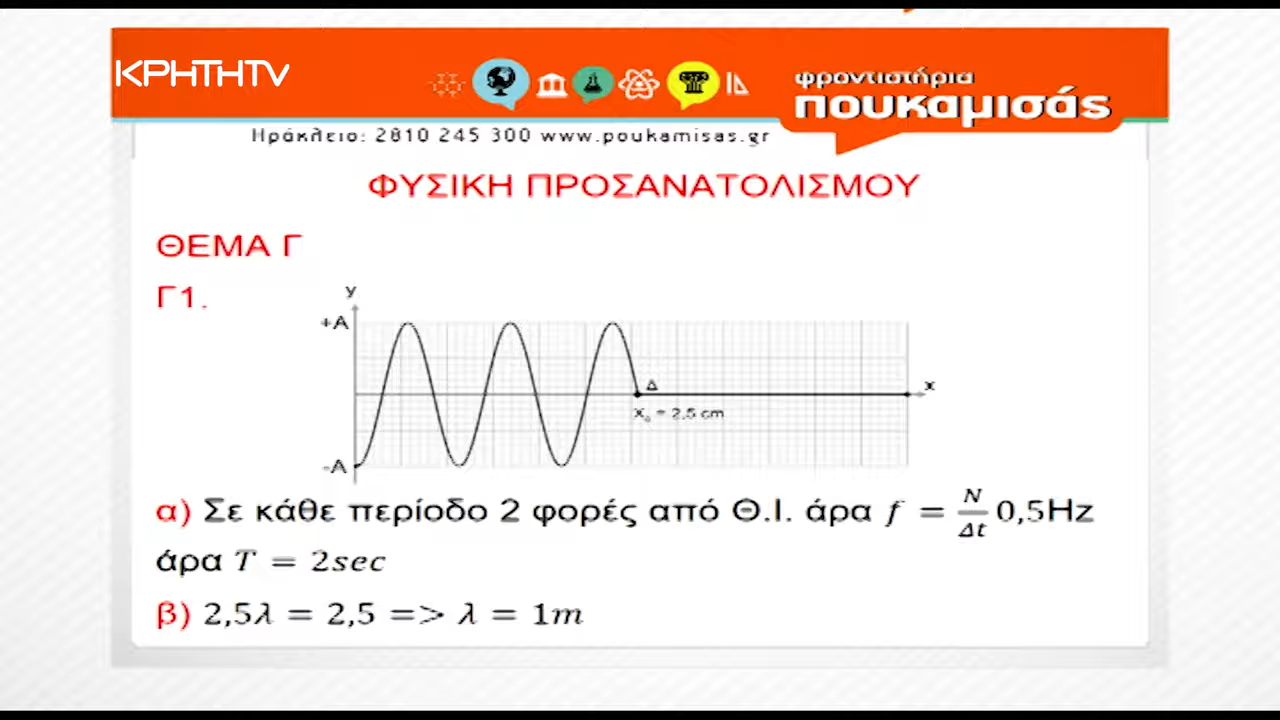 ΚΡΗΤΗTV
φροντιστήρια
πουκαμισάς
Ηράκλειο: 2810 245 300 www.poukamisas.gr
ΦΥΣΙΚΗ ΠΡΟΣΑΝΑΤΟΛΙΣΜΟΥ
ΘΕΜΑ Γ
Γ1.
y
+A
Δ
x
x₀ = 2,5 cm
-A
α) Σε κάθε περίοδο 2 φορές από Θ.Ι. άρα f = N/Δt 0,5Hz
άρα T = 2sec
β) 2,5λ = 2,5 => λ = 1m